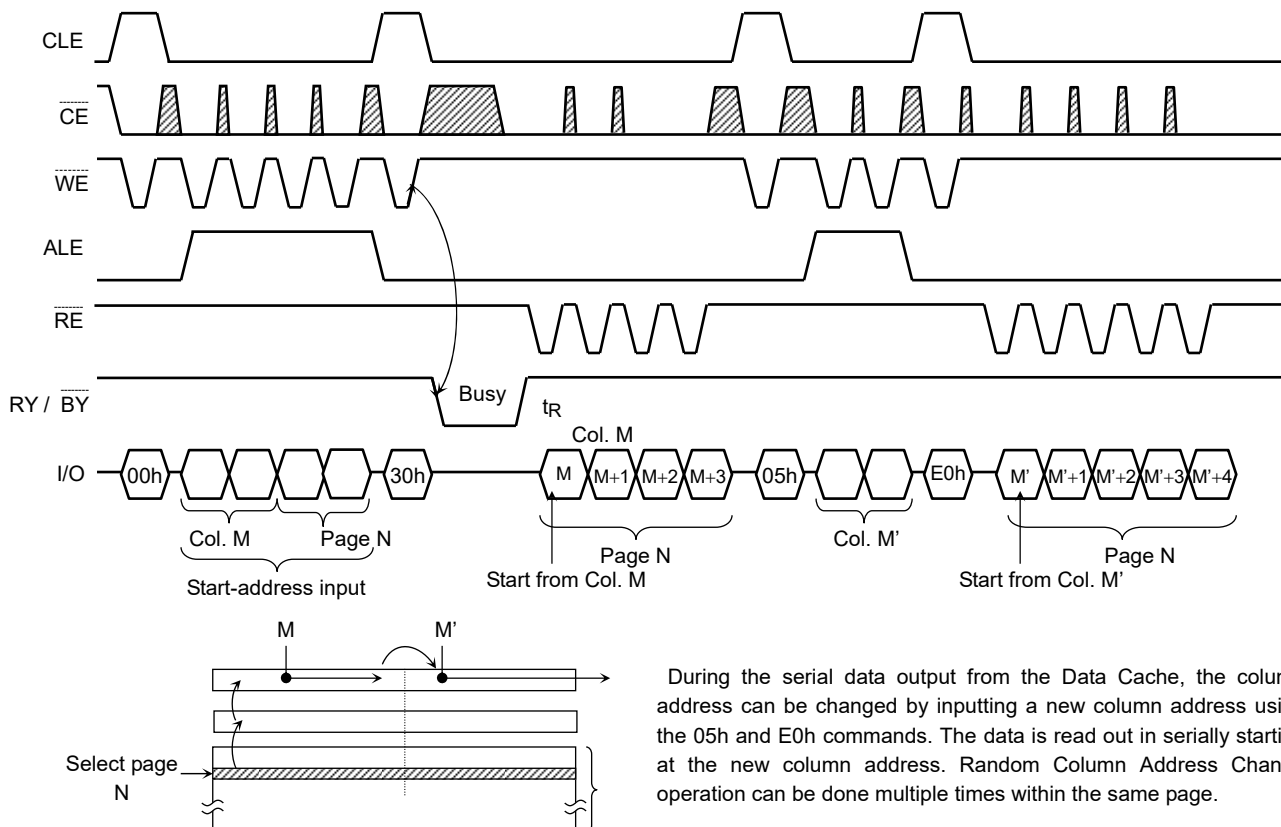 CLE
CE
WE
ALE
RE
RY / BY
Busy
tR
Col. M
I/O
00h
30h
M
M+1
M+2
M+3
05h
E0h
M'
M'+1
M'+2
M'+3
M'+4
Col. M
Page N
Page N
Col. M’
Page N
Start-address input
Start from Col. M
Start from Col. M’
M
M’
Select page
N
During the serial data output from the Data Cache, the
address can be changed by inputting a new column address
the 05h and E0h commands. The data is read out in serially
at the new column address. Random Column Address
operation can be done multiple times within the same page.